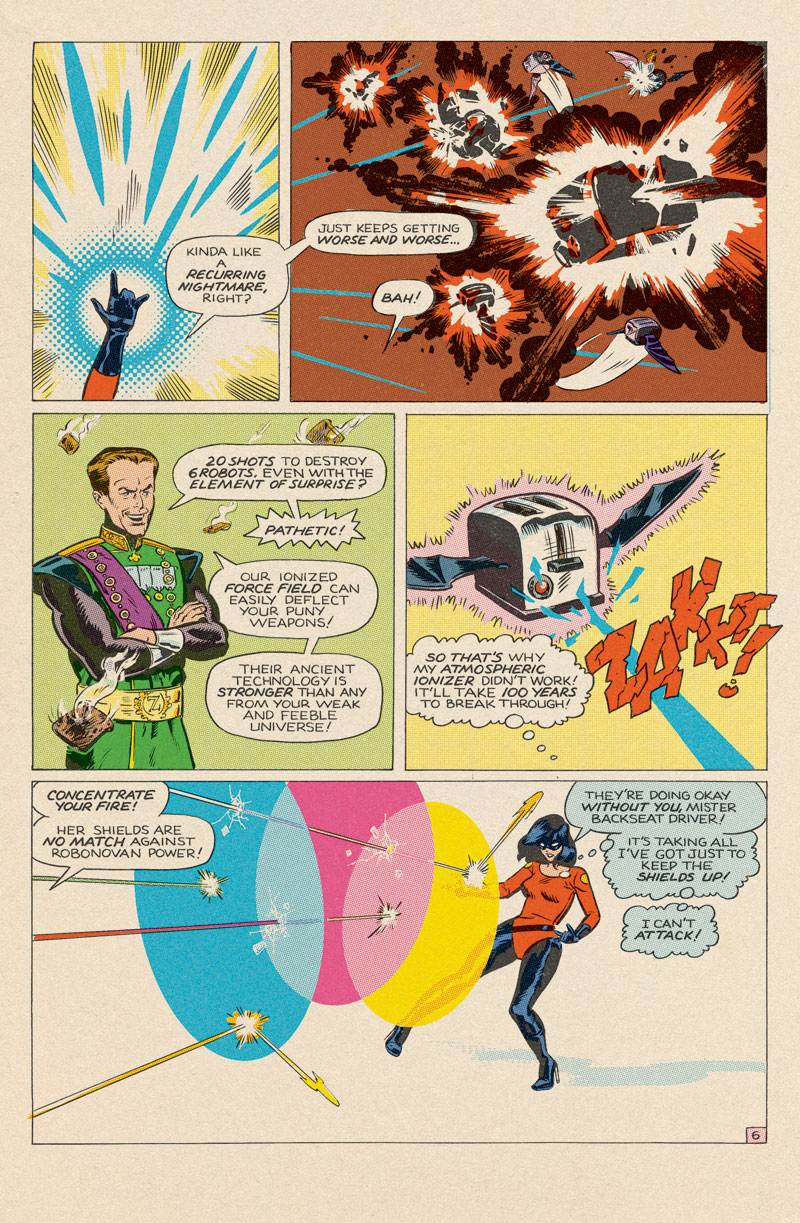 KINDA LIKE
A
RECURRING
NIGHTMARE,
RIGHT?
JUST KEEPS GETTING
WORSE AND WORSE...
BAH!
20 SHOTS TO DESTROY
6 ROBOTS, EVEN WITH THE
ELEMENT OF SURPRISE?
PATHETIC!
OUR IONIZED
FORCE FIELD CAN
EASILY DEFLECT
YOUR PUNY
WEAPONS!
THEIR ANCIENT
TECHNOLOGY IS
STRONGER THAN ANY
FROM YOUR WEAK
AND FEEBLE
UNIVERSE!
Z
SO THAT'S WHY
MY ATMOSPHERIC
IONIZER DIDN'T WORK!
IT'LL TAKE 100 YEARS
TO BREAK THROUGH!
ZAKKT!
CONCENTRATE
YOUR FIRE!
HER SHIELDS ARE
NO MATCH AGAINST
ROBONOVAN POWER!
THEY'RE DOING OKAY
WITHOUT YOU, MISTER
BACKSEAT DRIVER!
IT'S TAKING ALL
I'VE GOT JUST TO
KEEP THE
SHIELDS UP!
I CAN'T
ATTACK!
6